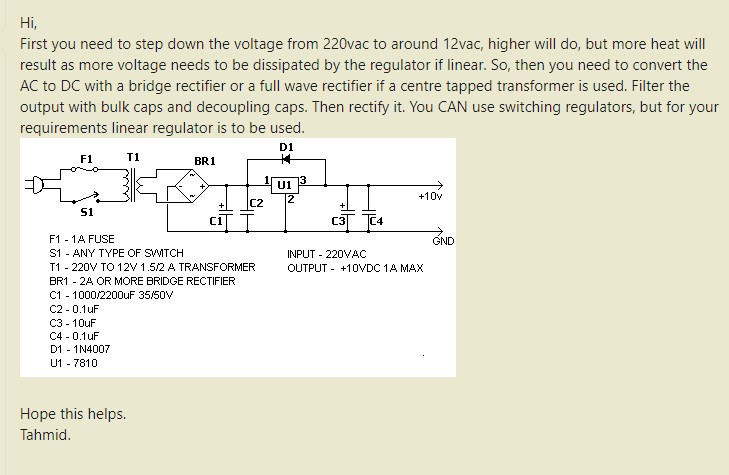 Hi,
First you need to step down the voltage from 220vac to around 12vac, higher will do, but more heat will
result as more voltage needs to be dissipated by the regulator if linear. So, then you need to convert the
AC to DC with a bridge rectifier or a full wave rectifier if a centre tapped transformer is used. Filter the
output with bulk caps and decoupling caps. Then rectify it. You CAN use switching regulators, but for your
requirements linear regulator is to be used.
D1
F1 T1 BR1
1 U1 3
2
+10v
S1
~
- +
~
+ C1 C2 + C3 C4
GND
F1 - 1A FUSE
S1 - ANY TYPE OF SWITCH
T1 - 220V TO 12V 1.5/2 A TRANSFORMER
BR1 - 2A OR MORE BRIDGE RECTIFIER
C1 - 1000/2200uF 35/50V
C2 - 0.1uF
C3 - 10uF
C4 - 0.1uF
D1 - 1N4007
U1 - 7810
INPUT - 220VAC
OUTPUT - +10VDC 1A MAX
Hope this helps.
Tahmid.